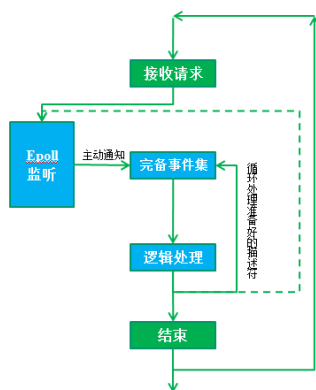 接收请求
Epoll
监听
主动通知
完备事件集
循环处理准备好的描述符
逻辑处理
结束